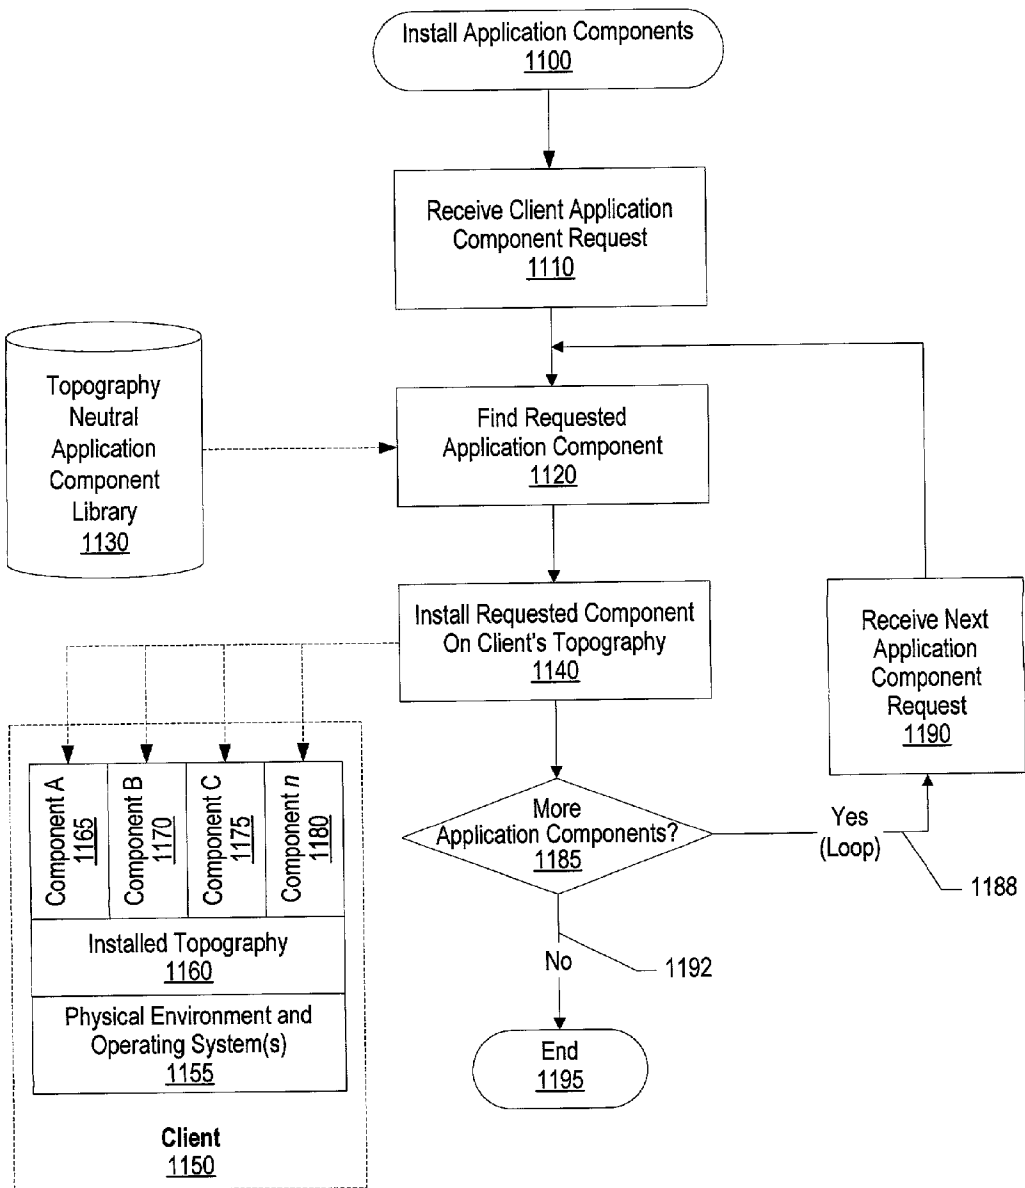 Install Application Components
1100
Receive Client Application
Component Request
1110
Topography
Neutral
Application
Component
Library
1130
Find Requested
Application Component
1120
Install Requested Component
On Client's Topography
1140
Receive Next
Application
Component
Request
1190
Component A
1165
Component B
1170
Component C
1175
Component n
1180
More
Application Components?
1185
Yes
(Loop)
1188
Installed Topography
1160
No
1192
Physical Environment and
Operating System(s)
1155
End
1195
Client
1150